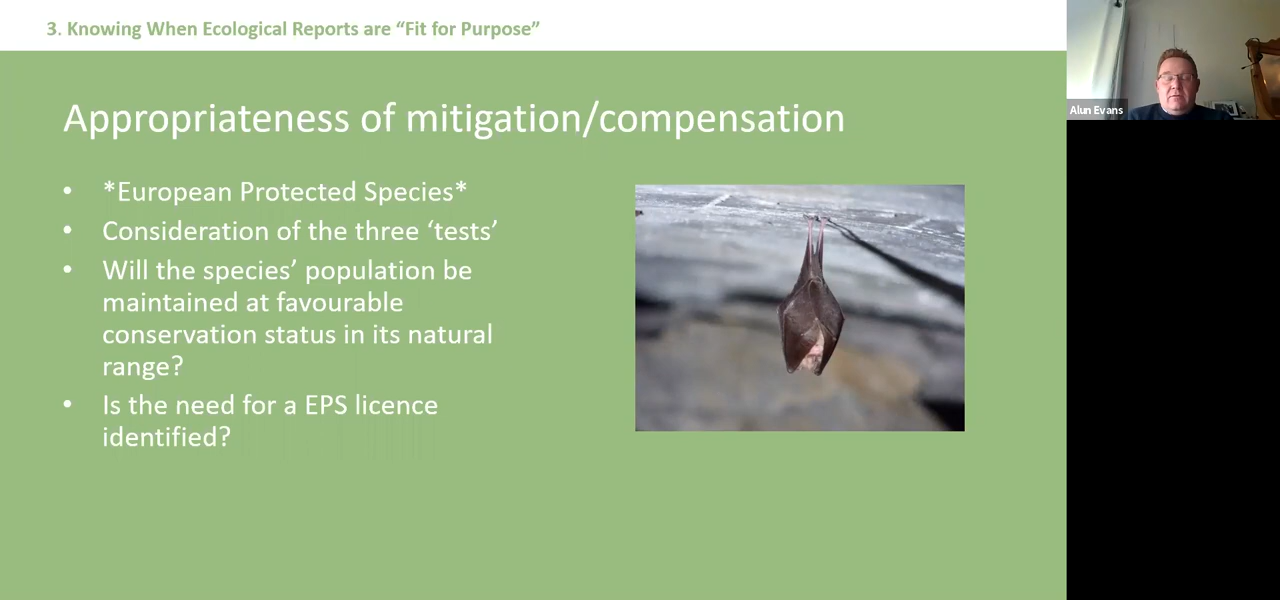 3. Knowing When Ecological Reports are “Fit for Purpose”
Appropriateness of mitigation/compensation
• *European Protected Species*
• Consideration of the three ‘tests’
• Will the species’ population be
maintained at favourable
conservation status in its natural
range?
• Is the need for a EPS licence
identified?
Alun Evans